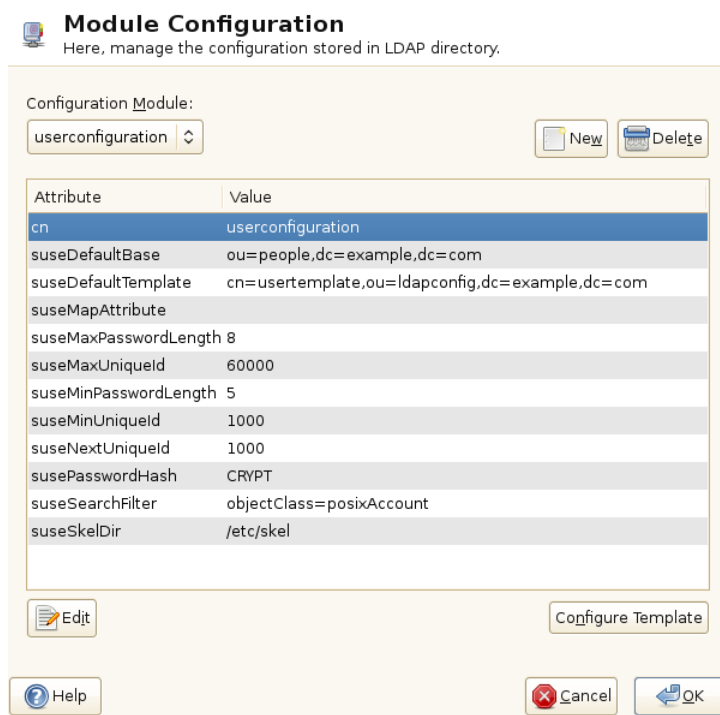 Module Configuration
Here, manage the configuration stored in LDAP directory.
Configuration Module:
userconfiguration New Delete
Attribute Value
cn userconfiguration
suseDefaultBase ou=people,dc=example,dc=com
suseDefaultTemplate cn=usertemplate,ou=ldapconfig,dc=example,dc=com
suseMapAttribute
suseMaxPasswordLength 8
suseMaxUniqueId 60000
suseMinPasswordLength 5
suseMinUniqueId 1000
suseNextUniqueId 1000
susePasswordHash CRYPT
suseSearchFilter objectClass=posixAccount
suseSkelDir /etc/skel
Edit Configure Template
Help Cancel OK